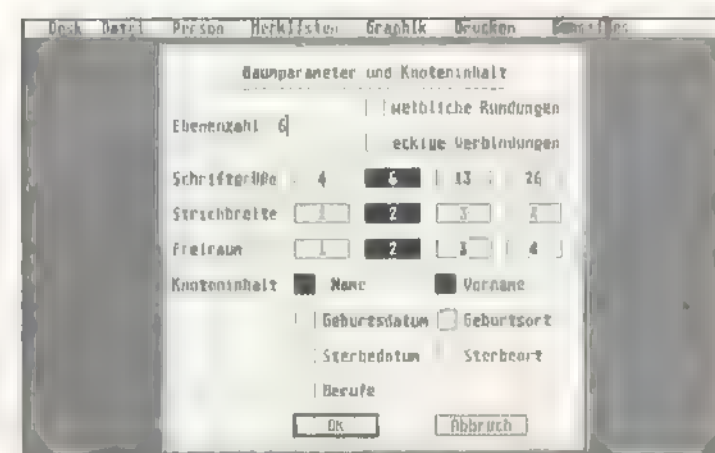 Desk Datei Person Merklisten Graphik Drucken Sonstiges
Baumparameter und Knoteninhalt
weibliche Rundungen
Ebenenzahl 6
eckige Verbindungen
Schriftgröße 4 6 13 26
Strichbreite 1 2 3 4
Freiraum 1 2 3 4
Knoteninhalt Name Vorname
Geburtsdatum Geburtsort
Sterbedatum Sterbeort
Berufe
OK Abbruch